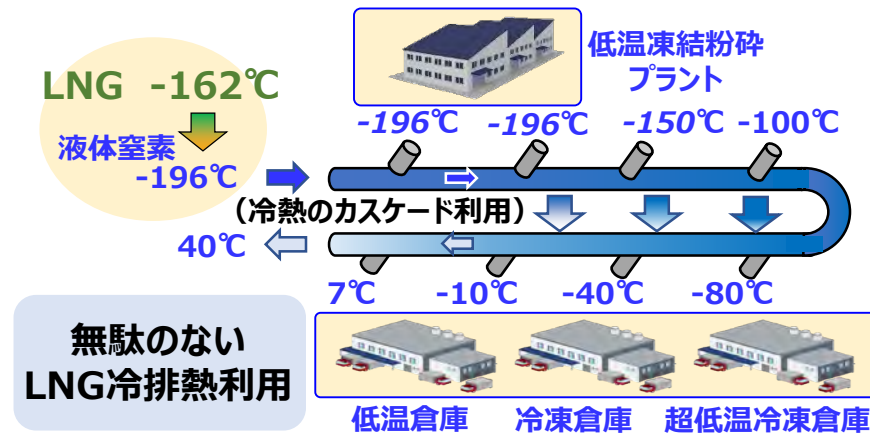 LNG -162℃
液体窒素
-196℃
低温凍結粉砕
プラント
-196℃ -196℃ -150℃ -100℃
（冷熱のカスケード利用）
40℃
7℃ -10℃ -40℃ -80℃
無駄のない
LNG冷排熱利用
低温倉庫 冷凍倉庫 超低温冷凍倉庫